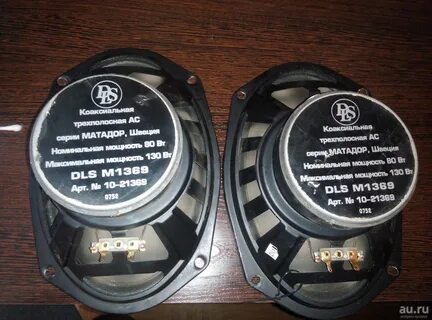 DLS
Коаксиальная
трехполосная АС
серии МАТАДОР, Швеция
Номинальная мощность 80 Вт
Максимальная мощность 130 Вт
DLS M1369
Арт. № 10-21369
0752
DLS
Коаксиальная
трехполосная АС
серии МАТАДОР, Швеция
Номинальная мощность 80 Вт
Максимальная мощность 130 Вт
DLS M1369
Арт. № 10-21369
0752
au.ru